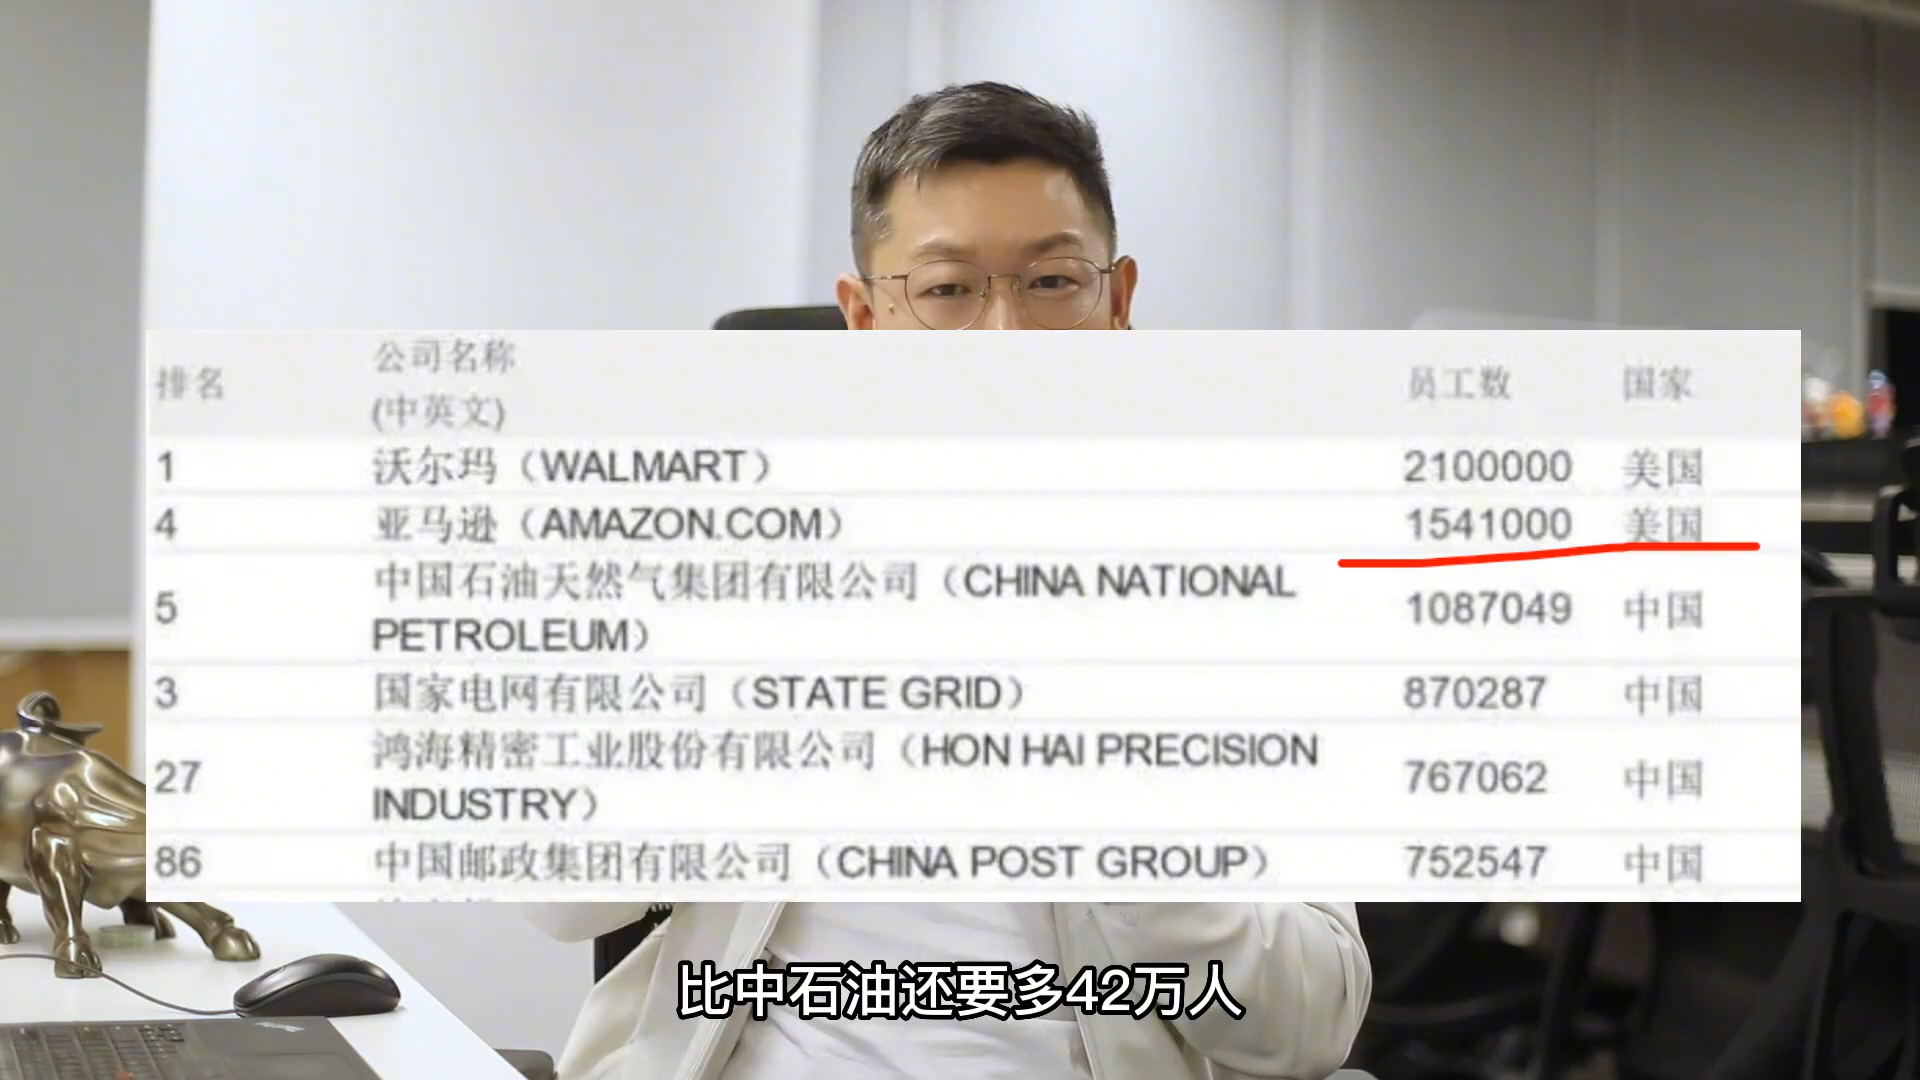 排名 公司名称 员工数 国家
(中英文)
1 沃尔玛（WALMART） 2100000 美国
4 亚马逊（AMAZON.COM） 1541000 美国
5 中国石油天然气集团有限公司（CHINA NATIONAL 1087049 中国
PETROLEUM）
3 国家电网有限公司（STATE GRID） 870287 中国
27 鸿海精密工业股份有限公司（HON HAI PRECISION 767062 中国
INDUSTRY）
86 中国邮政集团有限公司（CHINA POST GROUP） 752547 中国
比中石油还要多42万人